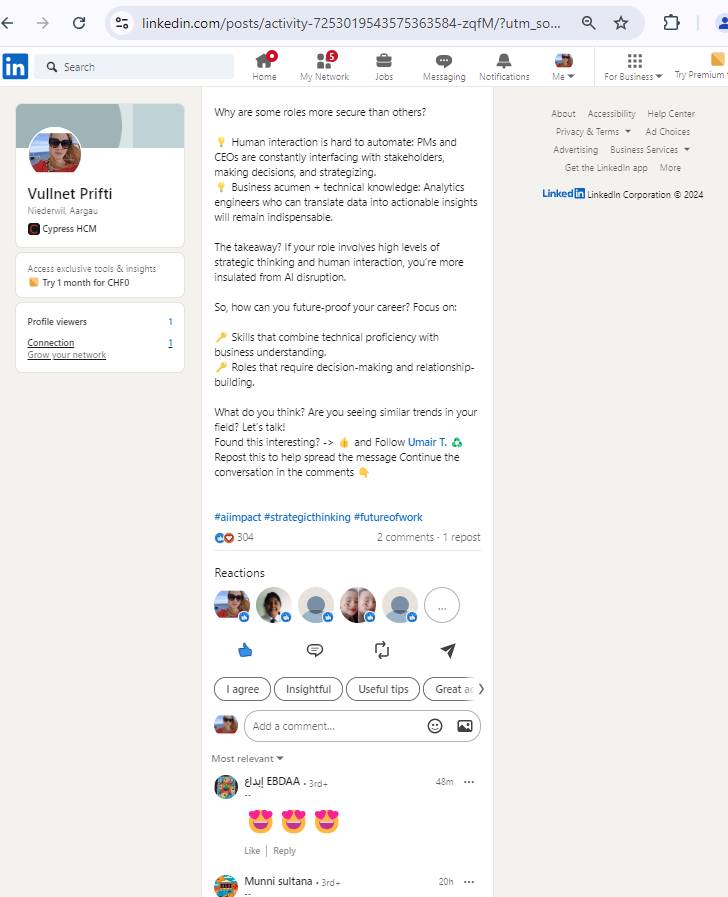 linkedin.com/posts/activity-7253019543575363584-zqfM/?utm_so...
in
Search
Home
5
My Network
Jobs
Messaging
Notifications
Me
For Business
Try Premium
Vullnet Prifti
Niederwil, Aargau
Cypress HCM
Access exclusive tools & insights
Try 1 month for CHF0
Profile viewers 1
Connection 1
Grow your network
Why are some roles more secure than others?
💡 Human interaction is hard to automate: PMs and
CEOs are constantly interfacing with stakeholders,
making decisions, and strategizing.
💡 Business acumen + technical knowledge: Analytics
engineers who can translate data into actionable insights
will remain indispensable.
The takeaway? If your role involves high levels of
strategic thinking and human interaction, you're more
insulated from AI disruption.
So, how can you future-proof your career? Focus on:
🔑 Skills that combine technical proficiency with
business understanding.
🔑 Roles that require decision-making and relationship-
building.
What do you think? Are you seeing similar trends in your
field? Let's talk!
Found this interesting? -> 👍 and Follow Umair T. ♻️
Repost this to help spread the message Continue the
conversation in the comments 👇
#aiimpact #strategicthinking #futureofwork
304 2 comments · 1 repost
Reactions
...
I agree
Insightful
Useful tips
Great
Add a comment...
Most relevant
إبداع EBDAA • 3rd+ 48m
--
😍 😍 😍
Like | Reply
Munni sultana • 3rd+ 20h
About Accessibility Help Center
Privacy & Terms Ad Choices
Advertising Business Services
Get the LinkedIn app More
LinkedIn LinkedIn Corporation © 2024